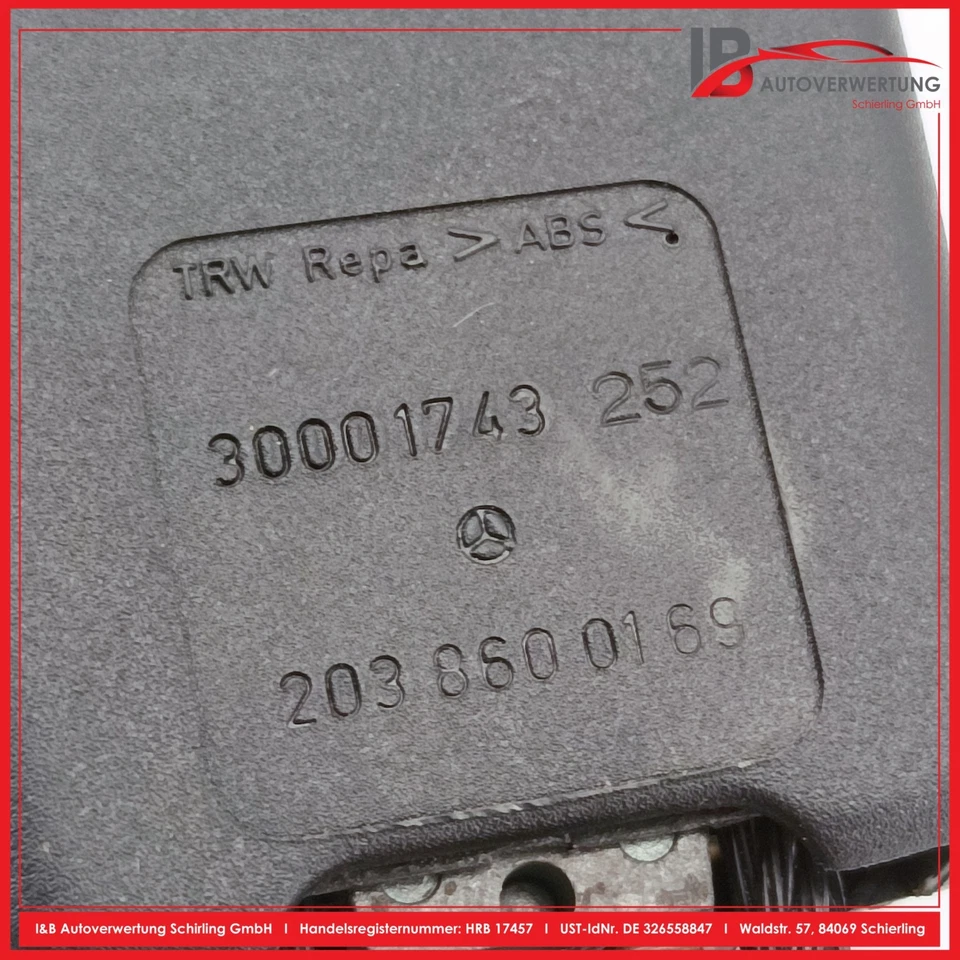 IB
AUTOVERWERTUNG
Schierling GmbH
TRW Repa >ABS<
30001743 252
203 860 01 69
I&B Autoverwertung Schirling GmbH I Handelsregisternummer: HRB 17457 I UST-IdNr. DE 326558847 I Waldstr. 57, 84069 Schierling